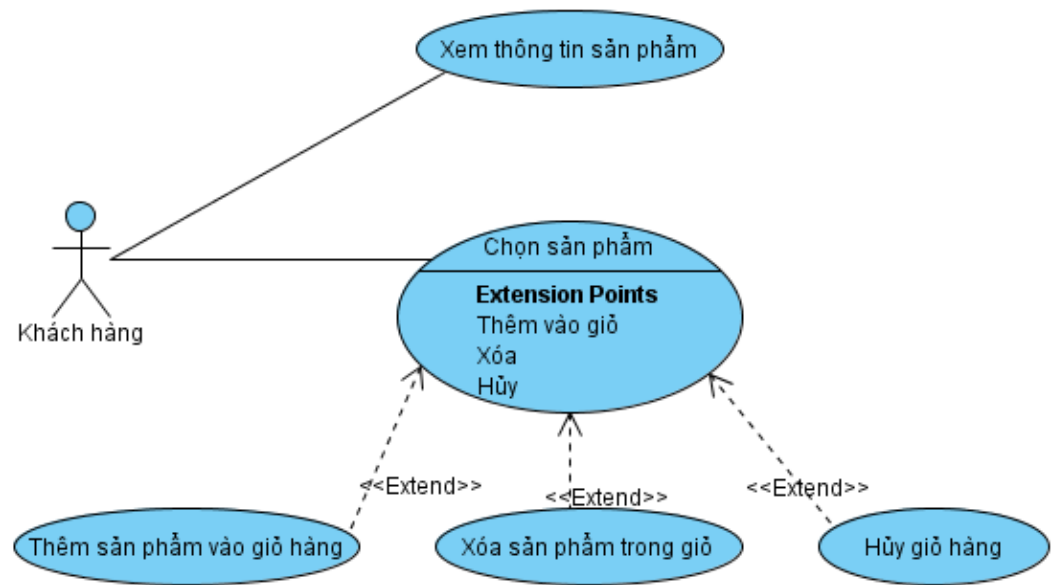 Xem thông tin sản phẩm
Khách hàng
Chọn sản phẩm
Extension Points
Thêm vào giỏ
Xóa
Hủy
<<Extend>>
<<Extend>>
<<Extend>>
Thêm sản phẩm vào giỏ hàng
Xóa sản phẩm trong giỏ
Hủy giỏ hàng